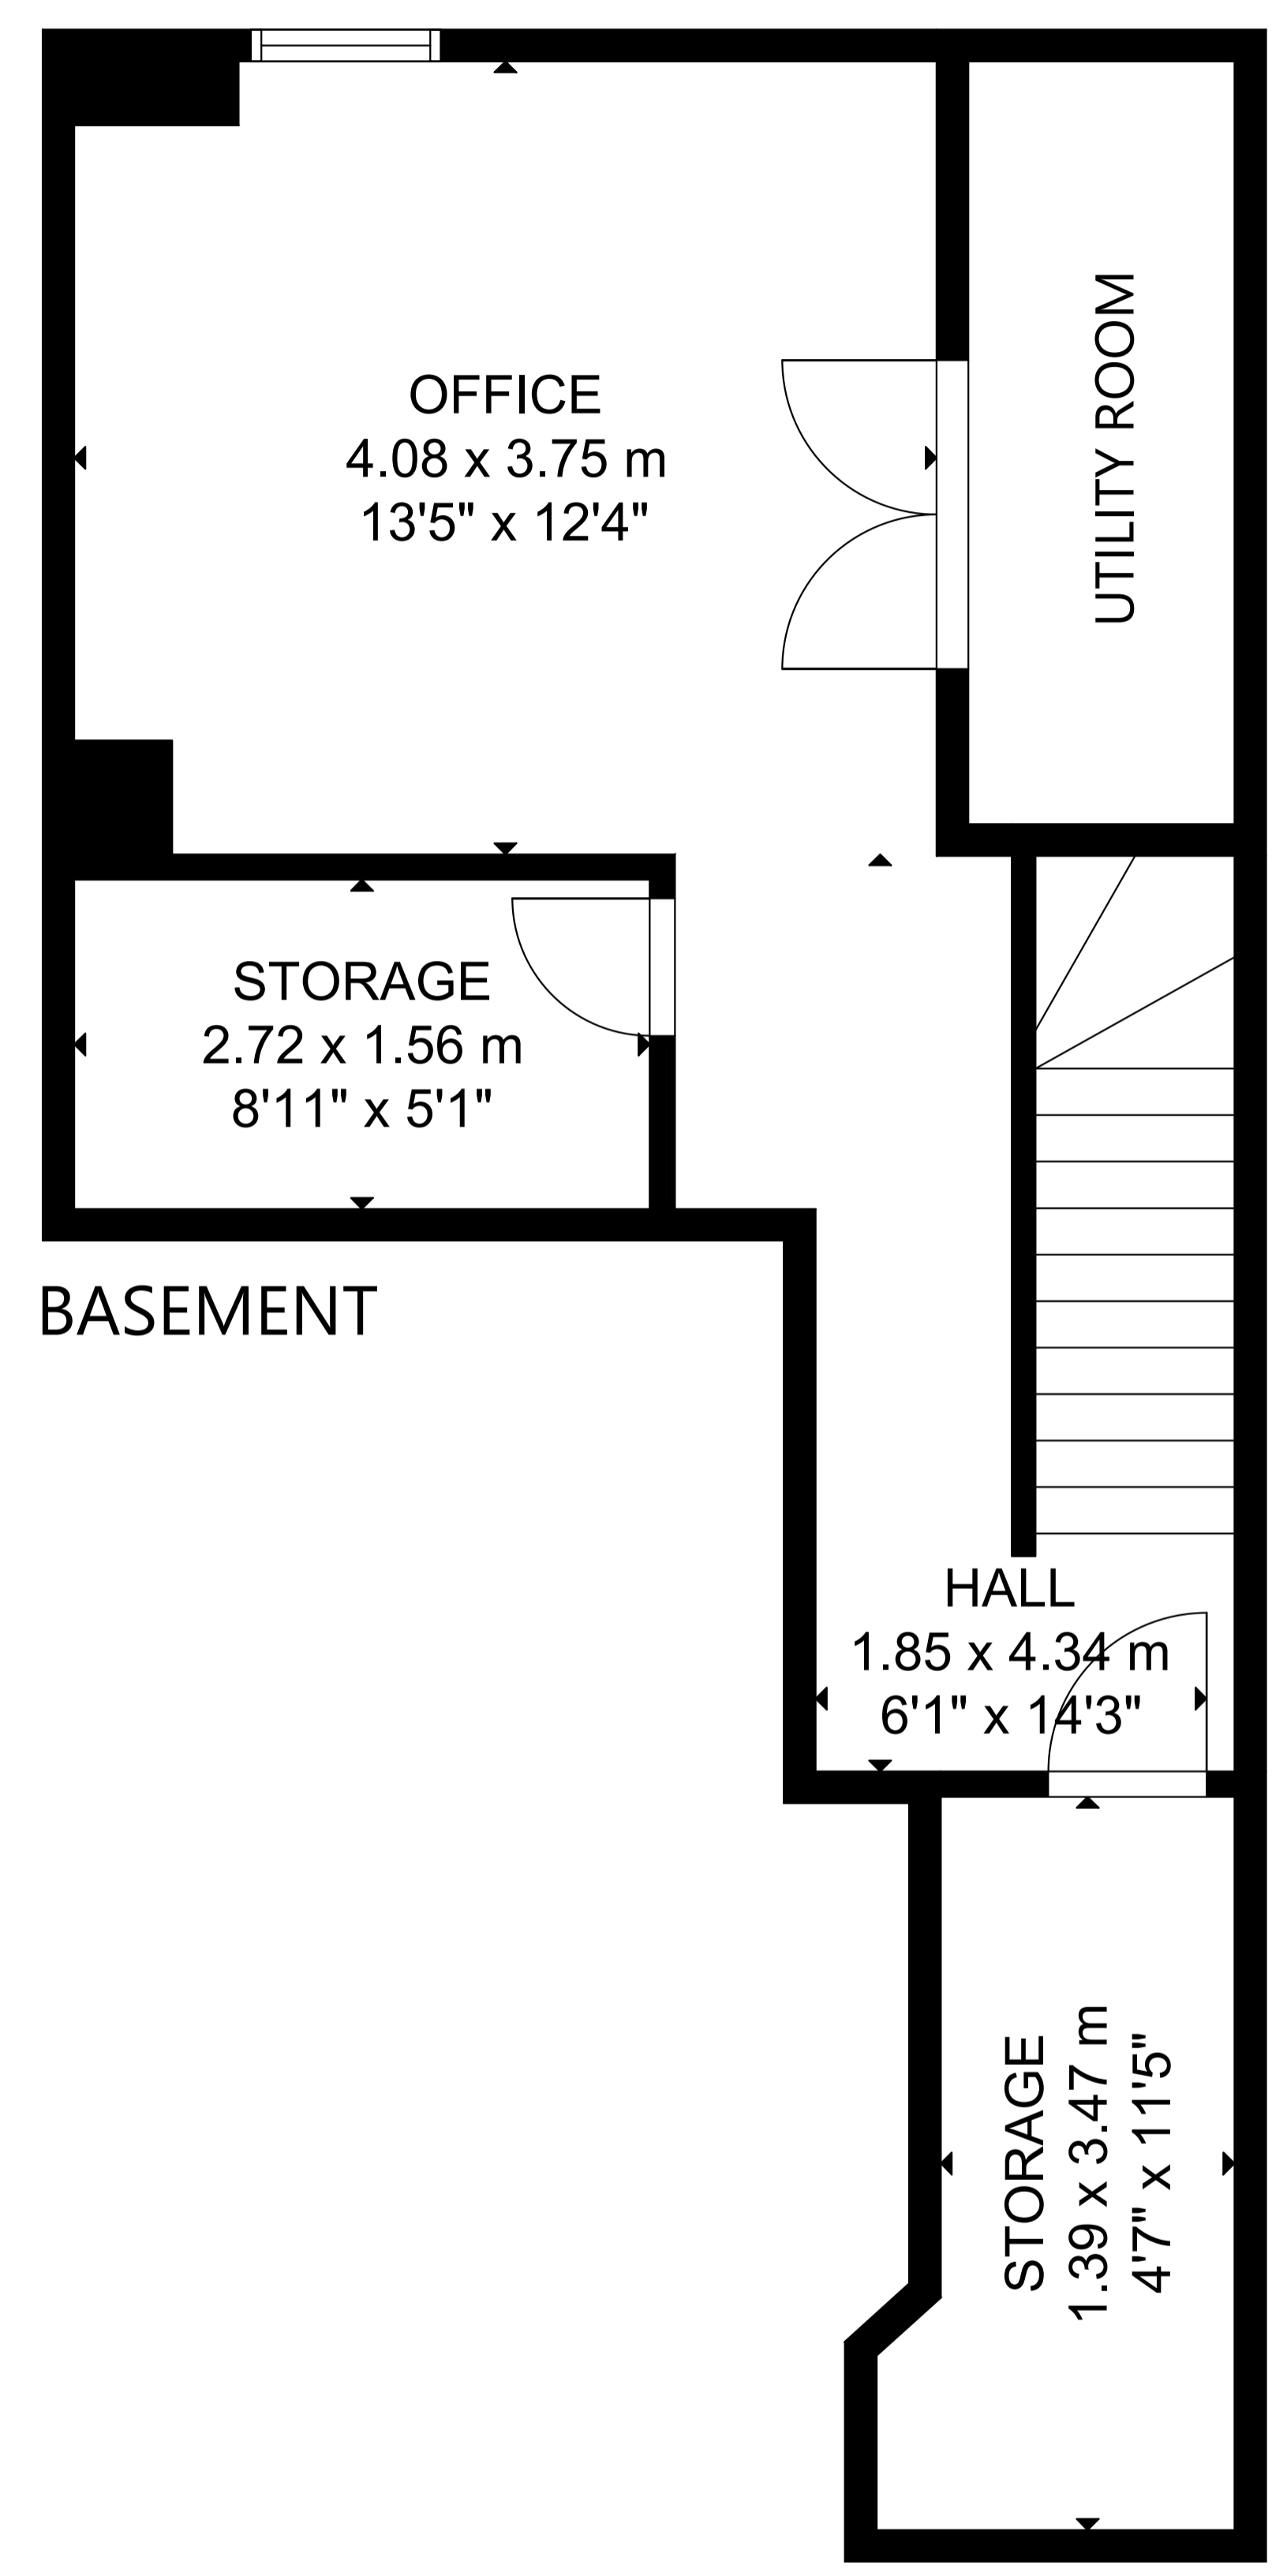 OFFICE
4.08 x 3.75 m
13'5" x 12'4"
UTILITY ROOM
STORAGE
2.72 x 1.56 m
8'11" x 5'1"
BASEMENT
HALL
1.85 x 4.34 m
6'1" x 14'3"
STORAGE
1.39 x 3.47 m
4'7" x 11'5"